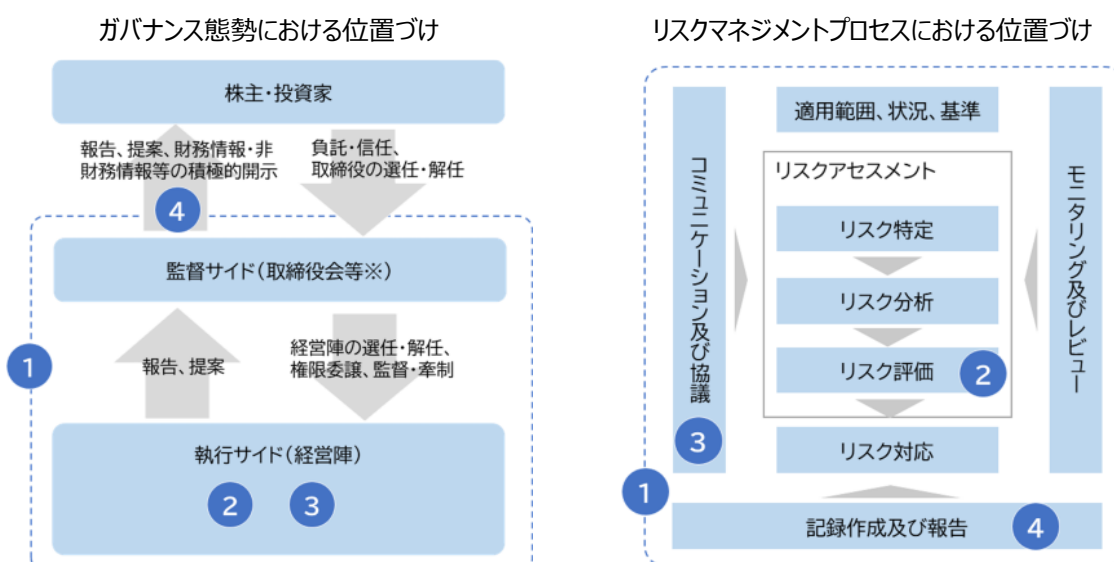 ガバナンス態勢における位置づけ
株主・投資家
報告、提案、財務情報・非
財務情報等の積極的開示
負託・信任、
取締役の選任・解任
4
監督サイド(取締役会等※)
1
報告、提案
経営陣の選任・解任、
権限委譲、監督・牽制
執行サイド(経営陣)
2
3
リスクマネジメントプロセスにおける位置づけ
適用範囲、状況、基準
コミュニケーション及び協議
3
リスクアセスメント
リスク特定
リスク分析
リスク評価
2
リスク対応
モニタリング及びレビュー
1
記録作成及び報告
4